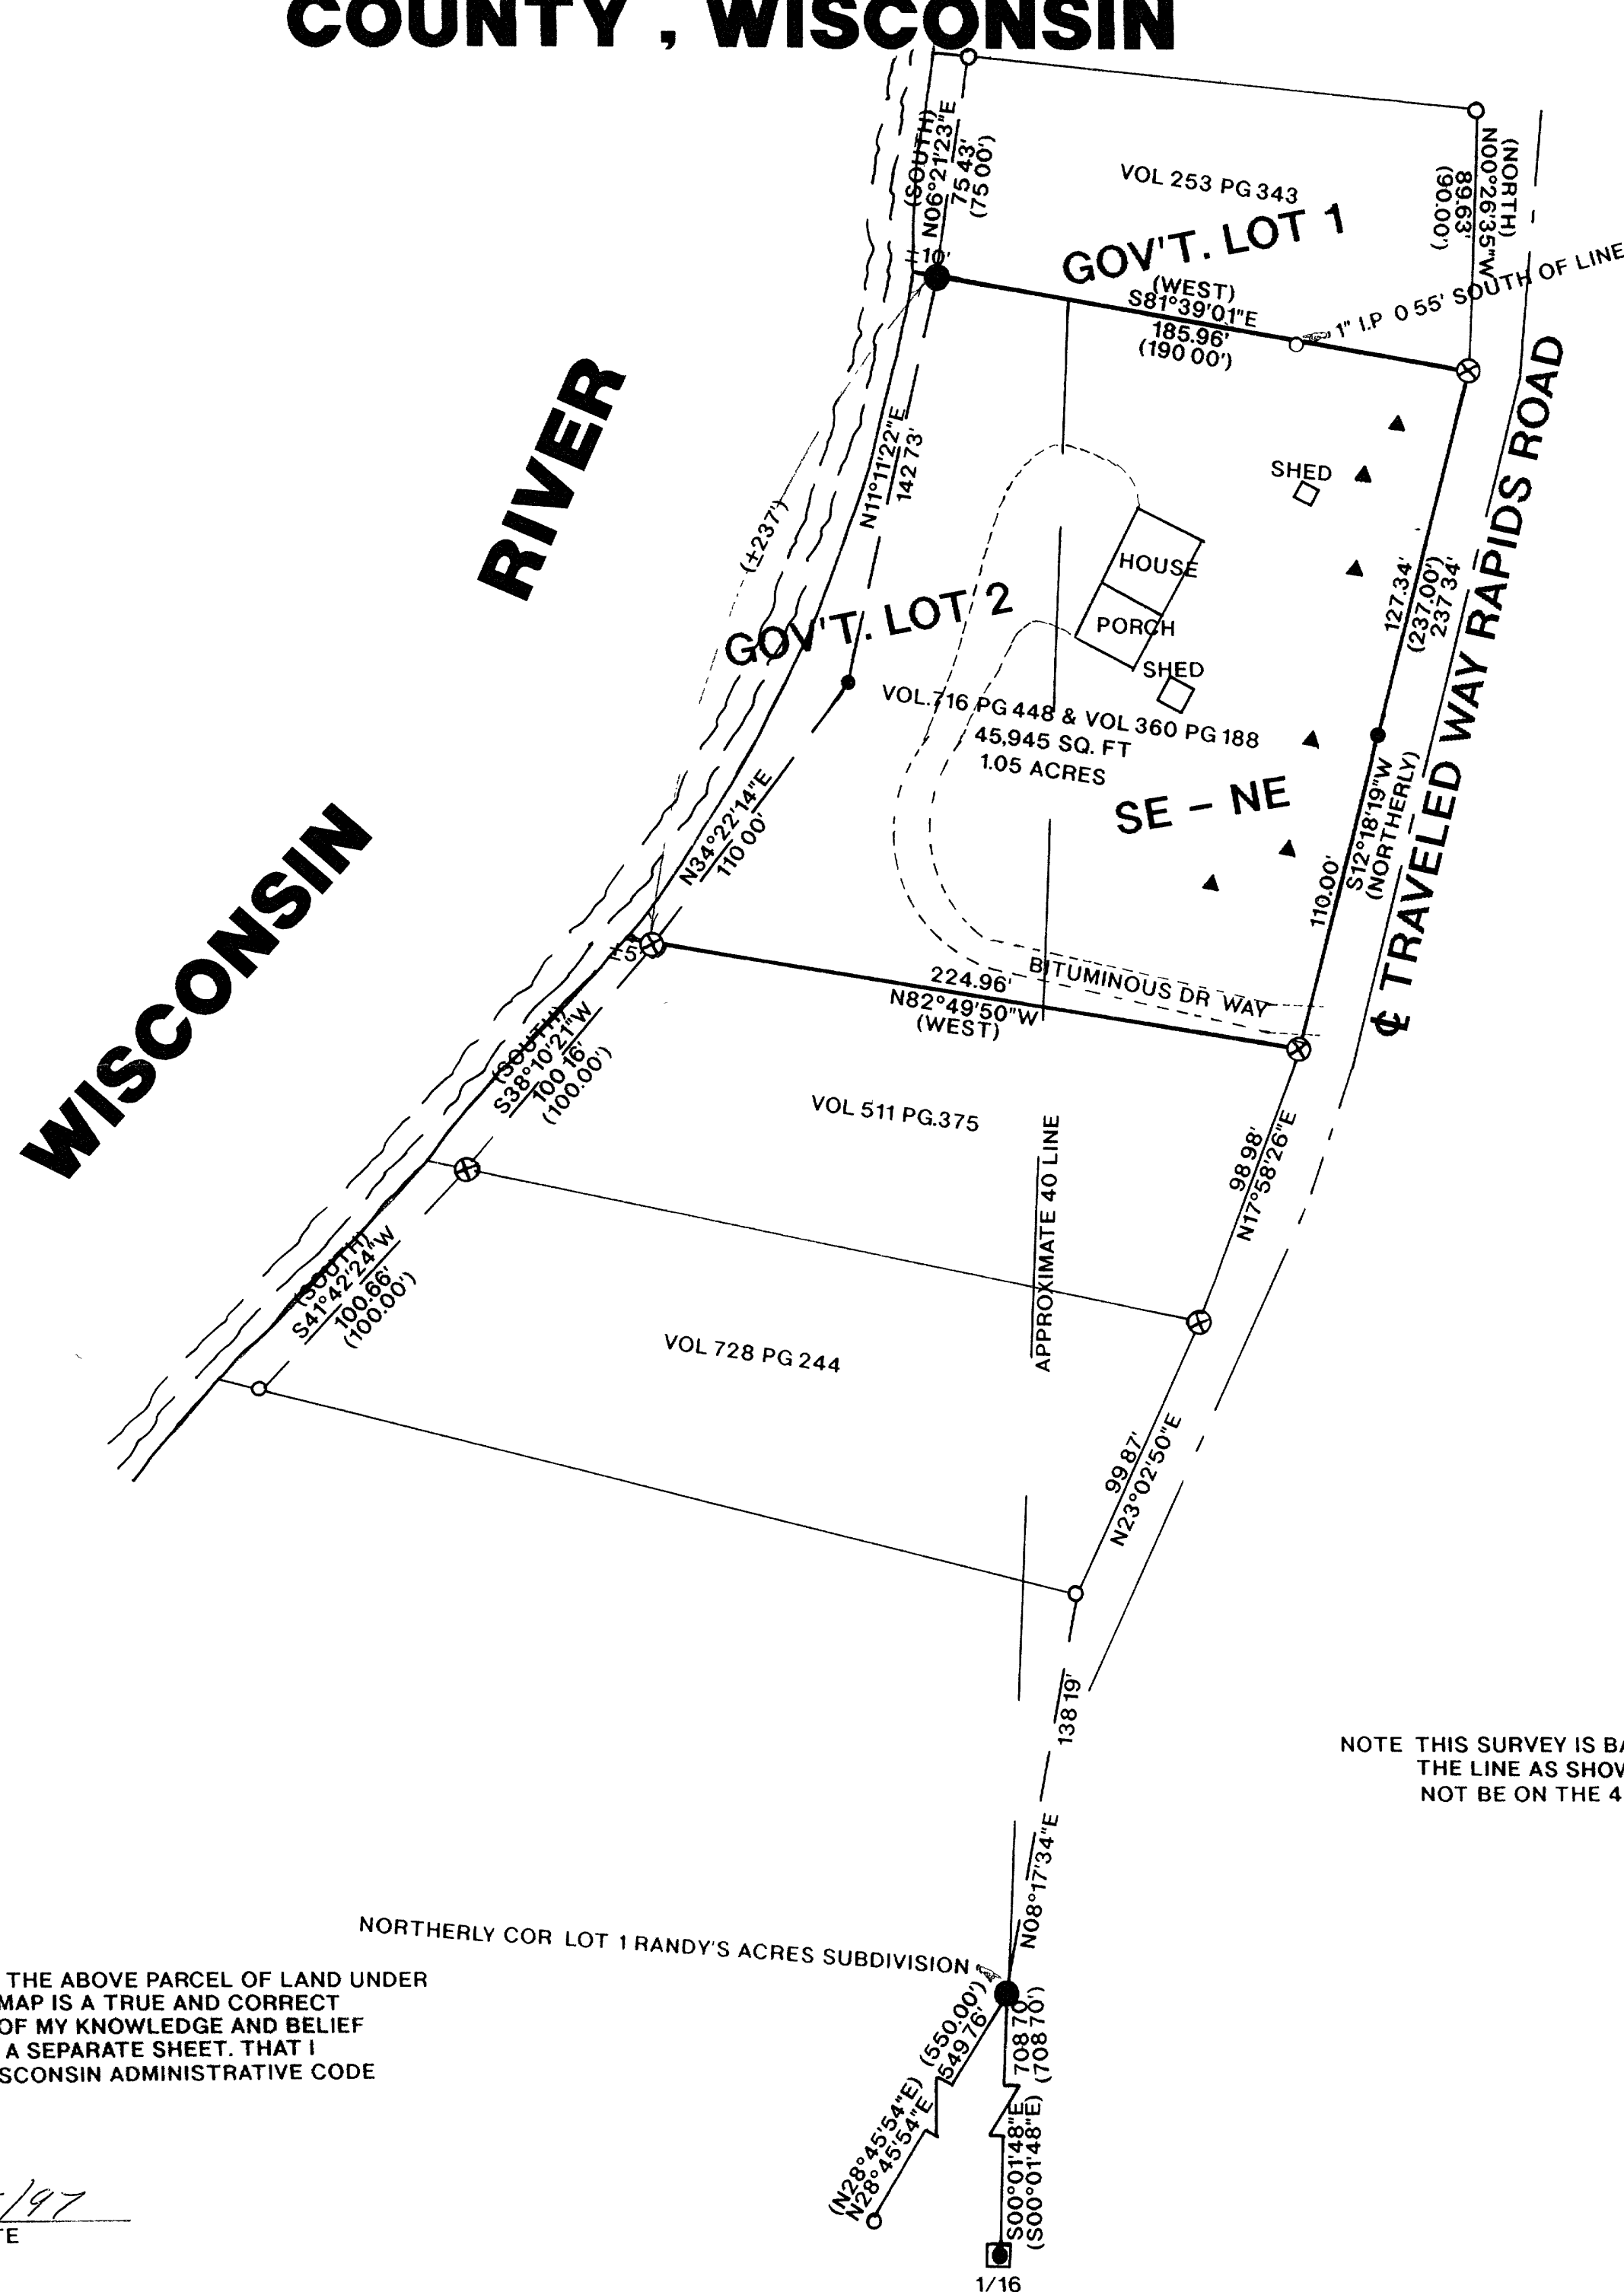 COUNTY , WISCONSIN
(SOUTH)
N06°21'23"E
75 43'
(75 00')
VOL 253 PG 343
(NORTH)
N00°26'35"W
89.63'
(90.00')
GOV'T. LOT 1
±10'
(WEST)
S81°39'01"E
185.96'
(190 00')
1" I.P 0 55' SOUTH OF LINE
RIVER
N11°11'22"E
142 73'
(±237')
SHED
HOUSE
PORCH
SHED
GOV'T. LOT 2
127.34'
(237.00')
237 34'
℄ TRAVELED WAY RAPIDS ROAD
VOL.716 PG 448 & VOL 360 PG 188
45,945 SQ. FT
1.05 ACRES
SE – NE
S12°18'19"W
(NORTHERLY)
110.00'
N34°22'14"E
110 00'
WISCONSIN
±5'
224.96'
N82°49'50"W
(WEST)
BITUMINOUS DR WAY
(SOUTH)
S38°10'21"W
100 16'
(100.00')
VOL 511 PG.375
98 98'
N17°58'26"E
APPROXIMATE 40 LINE
(SOUTH)
S41°42'24"W
100.66'
(100.00')
VOL 728 PG 244
99 87'
N23°02'50"E
138 19'
N08°17'34"E
NOTE THIS SURVEY IS BA
THE LINE AS SHOW
NOT BE ON THE 4
NORTHERLY COR LOT 1 RANDY'S ACRES SUBDIVISION
THE ABOVE PARCEL OF LAND UNDER
MAP IS A TRUE AND CORRECT
OF MY KNOWLEDGE AND BELIEF
A SEPARATE SHEET. THAT I
SCONSIN ADMINISTRATIVE CODE
(N28°45'54"E) (550.00')
N28°45'54"E 549 76'
S00°01'48"E 708 70'
(S00°01'48"E) (708 70')
/97
TE
1/16